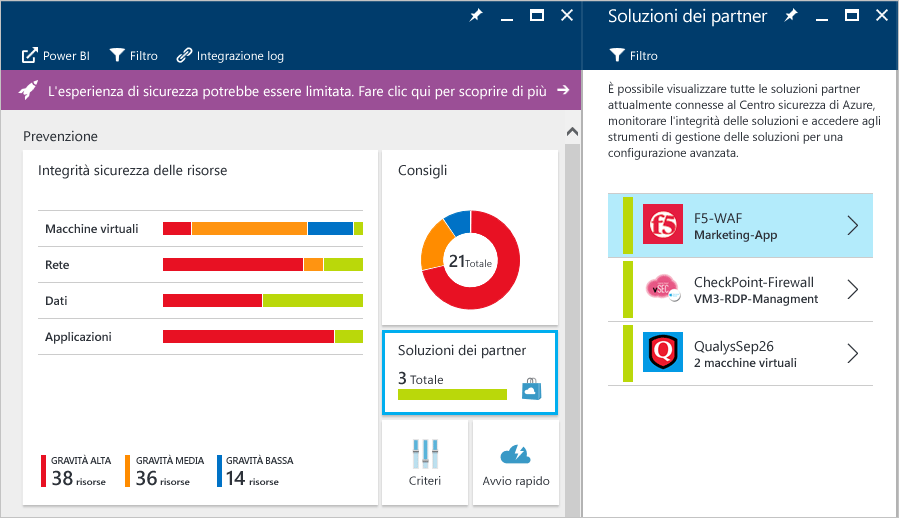 Power BI
Filtro
Integrazione log
L'esperienza di sicurezza potrebbe essere limitata. Fare clic qui per scoprire di più
Prevenzione
Integrità sicurezza delle risorse
Macchine virtuali
Rete
Dati
Applicazioni
GRAVITÀ ALTA
38 risorse
GRAVITÀ MEDIA
36 risorse
GRAVITÀ BASSA
14 risorse
Consigli
21 Totale
Soluzioni dei partner
3 Totale
Criteri
Avvio rapido
Soluzioni dei partner
Filtro
È possibile visualizzare tutte le soluzioni partner
attualmente connesse al Centro sicurezza di Azure,
monitorare l'integrità delle soluzioni e accedere agli
strumenti di gestione delle soluzioni per una
configurazione avanzata.
f5
F5-WAF
Marketing-App
vSEC
CheckPoint-Firewall
VM3-RDP-Managment
Q
QualysSep26
2 macchine virtuali